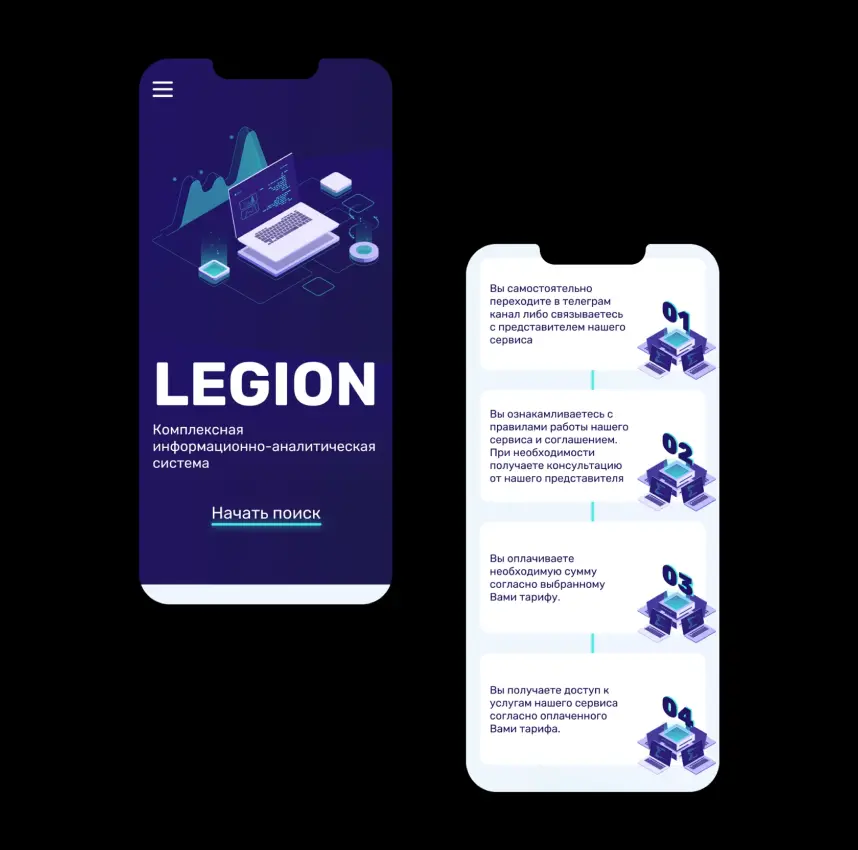 LEGION
Комплексная
информационно-аналитическая
система
Начать поиск
Вы самостоятельно
переходите в телеграм
канал либо связываетесь
с представителем нашего
сервиса
01
Вы ознакамливаетесь с
правилами работы нашего
сервиса и соглашением.
При необходимости
получаете консультацию
от нашего представителя
02
Вы оплачиваете
необходимую сумму
согласно выбранному
Вами тарифу.
03
Вы получаете доступ к
услугам нашего сервиса
согласно оплаченного
Вами тарифа.
04